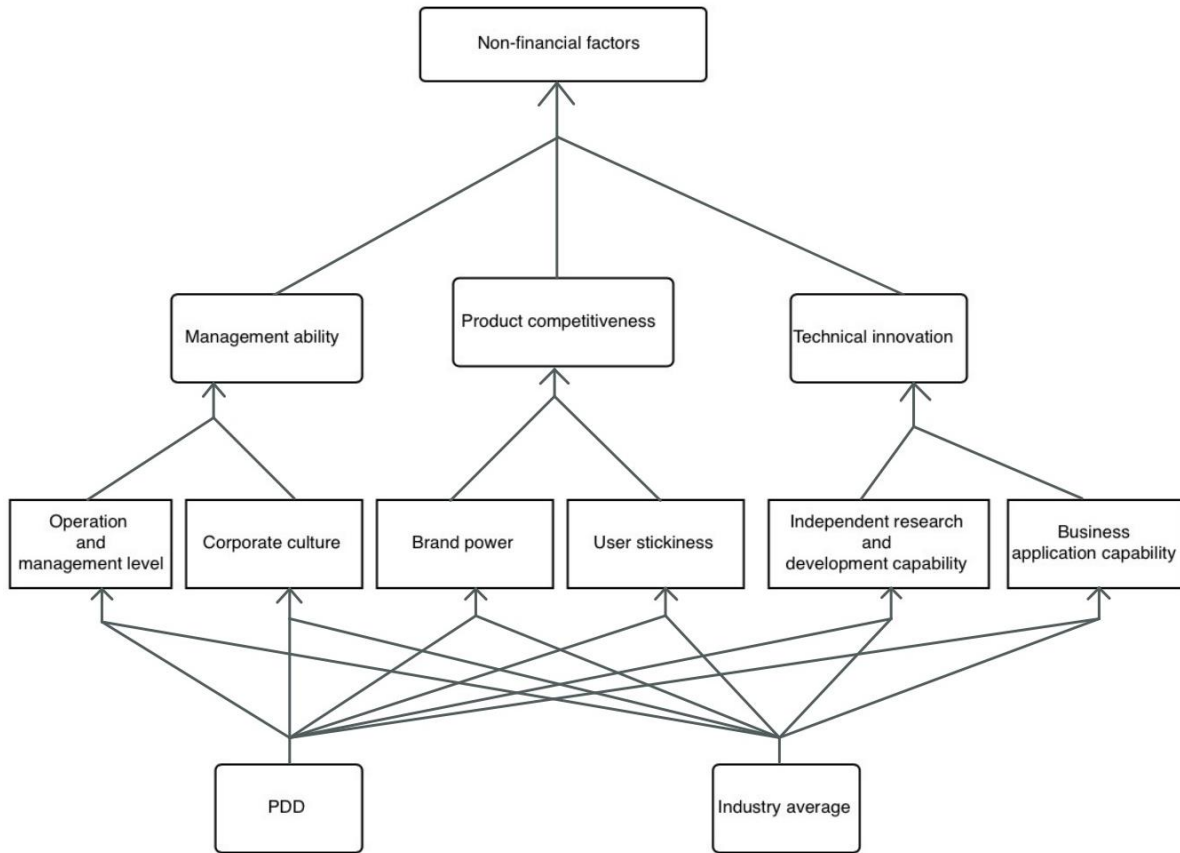 Non-financial factors
Management ability
Product competitiveness
Technical innovation
Operation
and
management level
Corporate culture
Brand power
User stickiness
Independent research
and
development capability
Business
application capability
PDD
Industry average